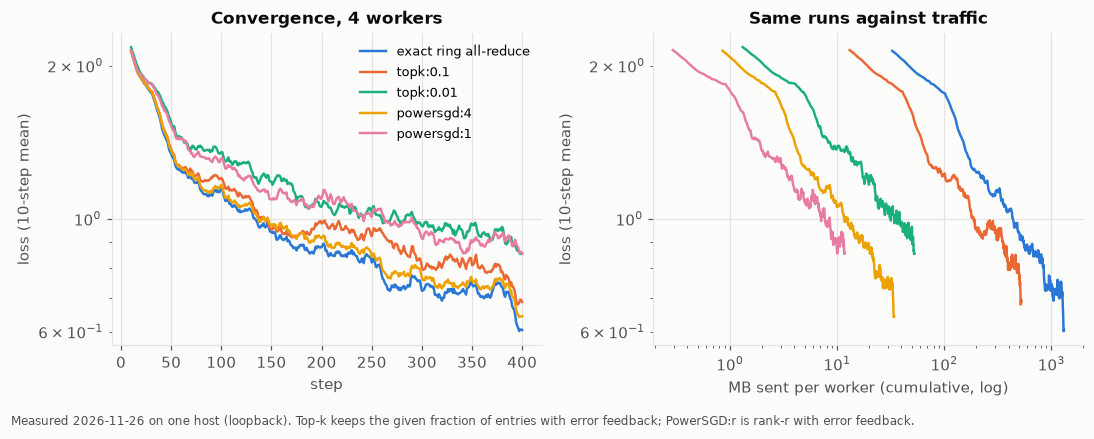 Convergence, 4 workers
loss (10-step mean)
2 × 10⁰
10⁰
6 × 10⁻¹
exact ring all-reduce
topk:0.1
topk:0.01
powersgd:4
powersgd:1
0 50 100 150 200 250 300 350 400
step
Same runs against traffic
loss (10-step mean)
2 × 10⁰
10⁰
6 × 10⁻¹
10⁰ 10¹ 10² 10³
MB sent per worker (cumulative, log)
Measured 2026-11-26 on one host (loopback). Top-k keeps the given fraction of entries with error feedback; PowerSGD:r is rank-r with error feedback.